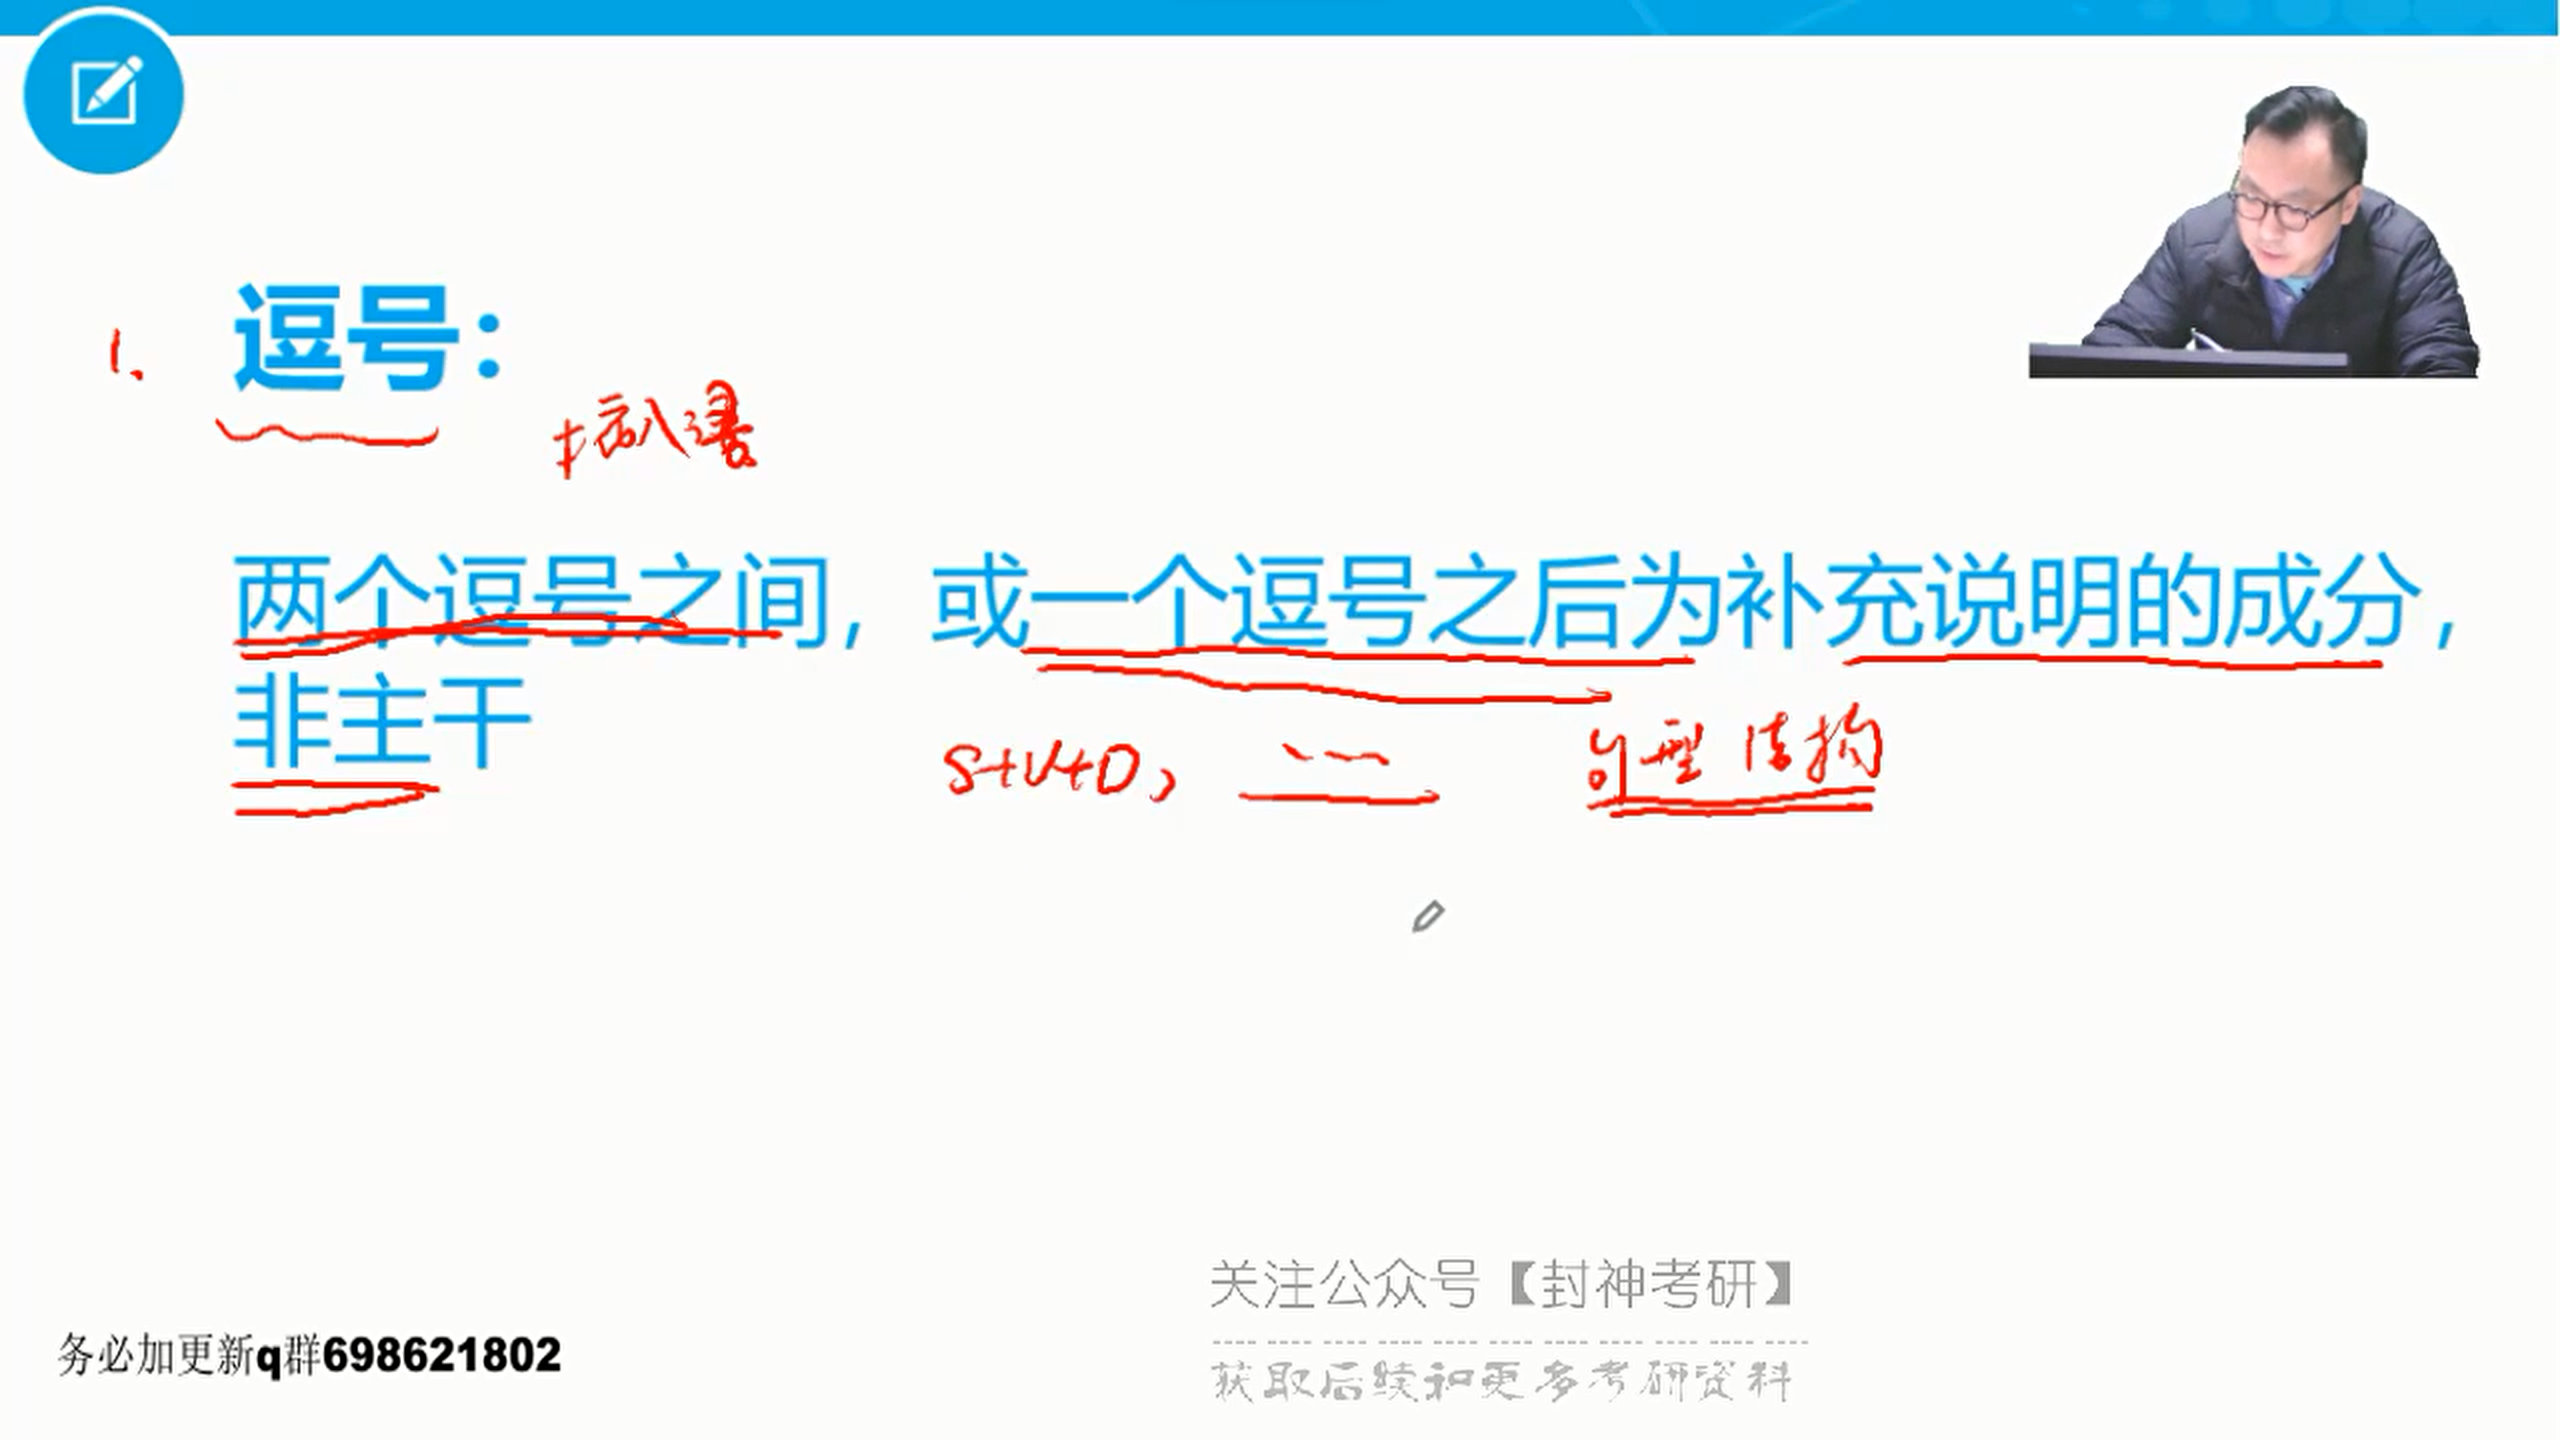 1. 逗号：
插入语
两个逗号之间，或一个逗号之后为补充说明的成分，
非主干
S+V+O, 句型结构
关注公众号【封神考研】
获取后续和更多考研资料
务必加更新q群698621802